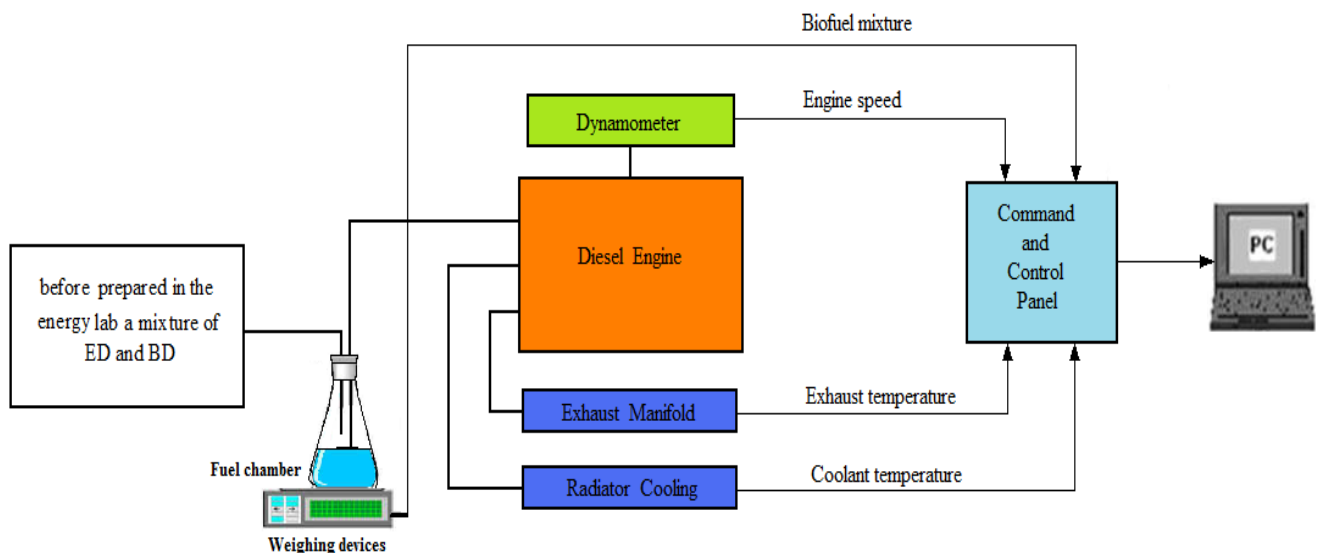 Biofuel mixture
Engine speed
Dynamometer
Diesel Engine
Command
and
Control
Panel
PC
before prepared in the
energy lab a mixture of
ED and BD
Exhaust Manifold
Exhaust temperature
Fuel chamber
Radiator Cooling
Coolant temperature
Weighing devices